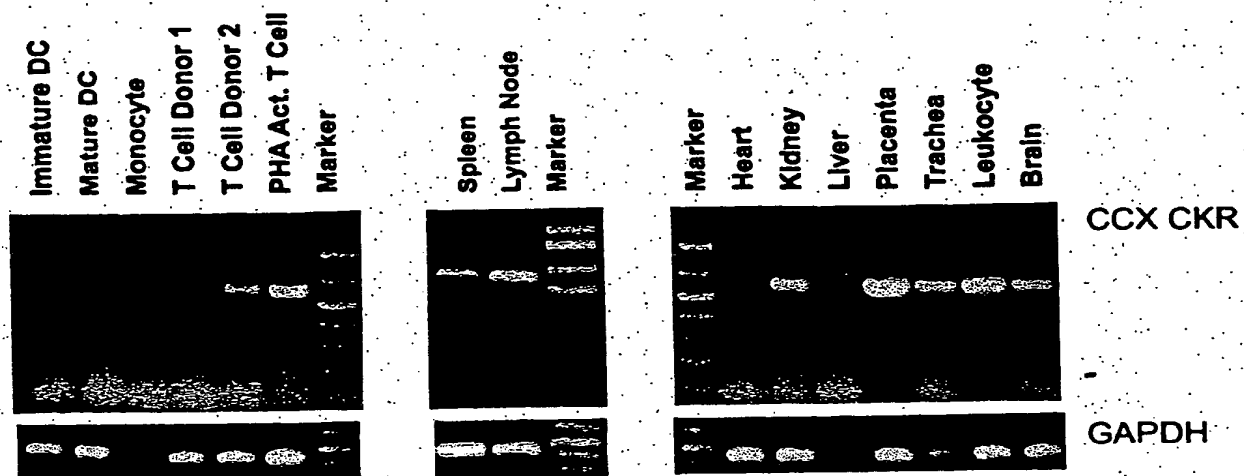 Immature DC
Mature DC
Monocyte
T Cell Donor 1
T Cell Donor 2
PHA Act. T Cell
Marker
Spleen
Lymph Node
Marker
Marker
Heart
Kidney
Liver
Placenta
Trachea
Leukocyte
Brain
CCX CKR
GAPDH